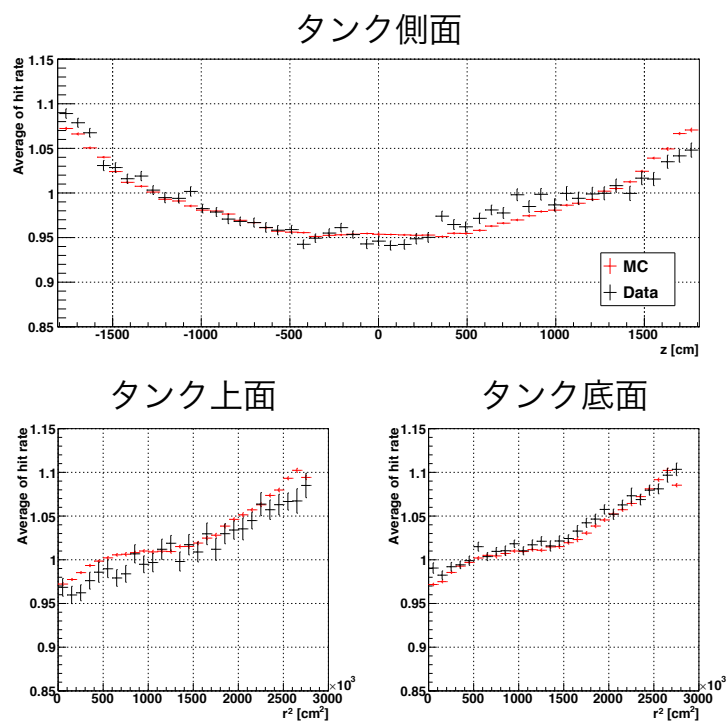 タンク側面
Average of hit rate
1.15
1.1
1.05
1
0.95
0.9
0.85
-1500 -1000 -500 0 500 1000 1500
z [cm]
MC
Data
タンク上面
Average of hit rate
1.15
1.1
1.05
1
0.95
0.9
0.85
0 500 1000 1500 2000 2500 3000
×10³
r² [cm²]
タンク底面
Average of hit rate
1.15
1.1
1.05
1
0.95
0.9
0.85
0 500 1000 1500 2000 2500 3000
×10³
r² [cm²]